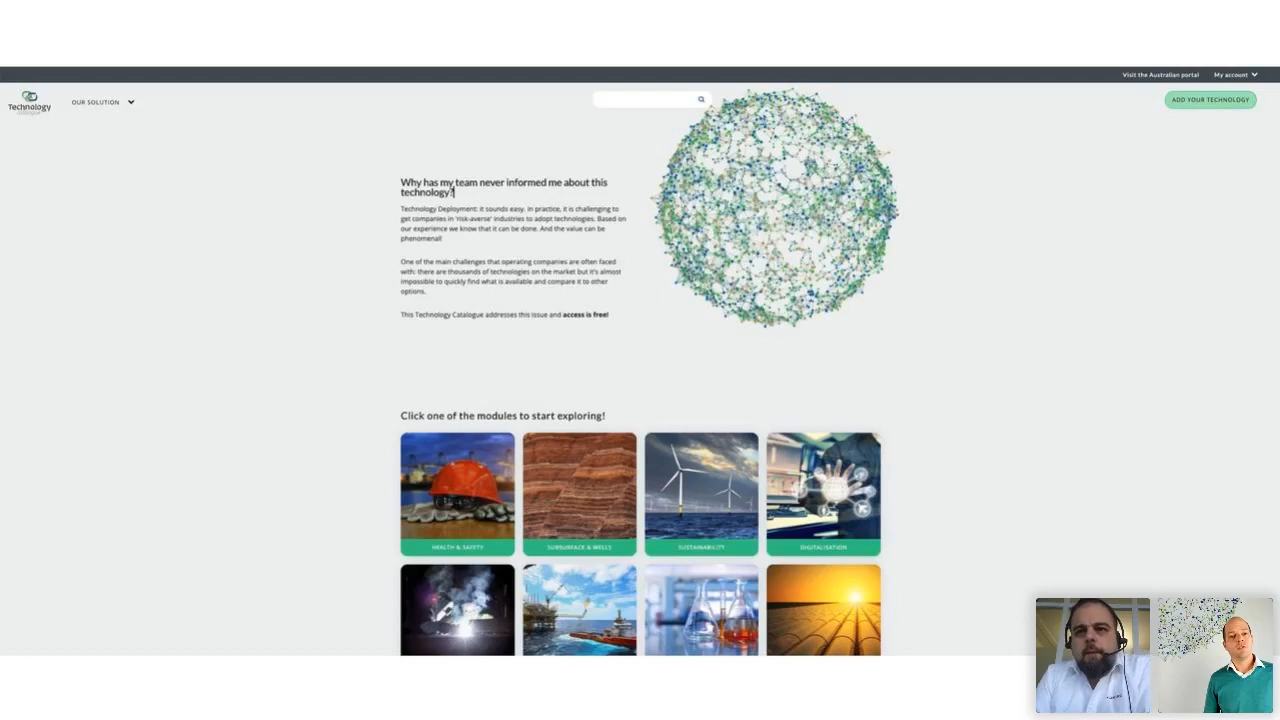 Visit the Australian portal
My account
Technology
Catalogue
OUR SOLUTION
ADD YOUR TECHNOLOGY
Why has my team never informed me about this
technology?
Technology Deployment: it sounds easy. In practice, it is challenging to
get companies in 'risk-averse' industries to adopt technologies. Based on
our experience we know that it can be done. And the value can be
phenomenal!
One of the main challenges that operating companies are often faced
with: there are thousands of technologies on the market but it's almost
impossible to quickly find what is available and compare it to other
options.
This Technology Catalogue addresses this issue and access is free!
Click one of the modules to start exploring!
HEALTH & SAFETY
SUBSURFACE & WELLS
SUSTAINABILITY
DIGITALISATION